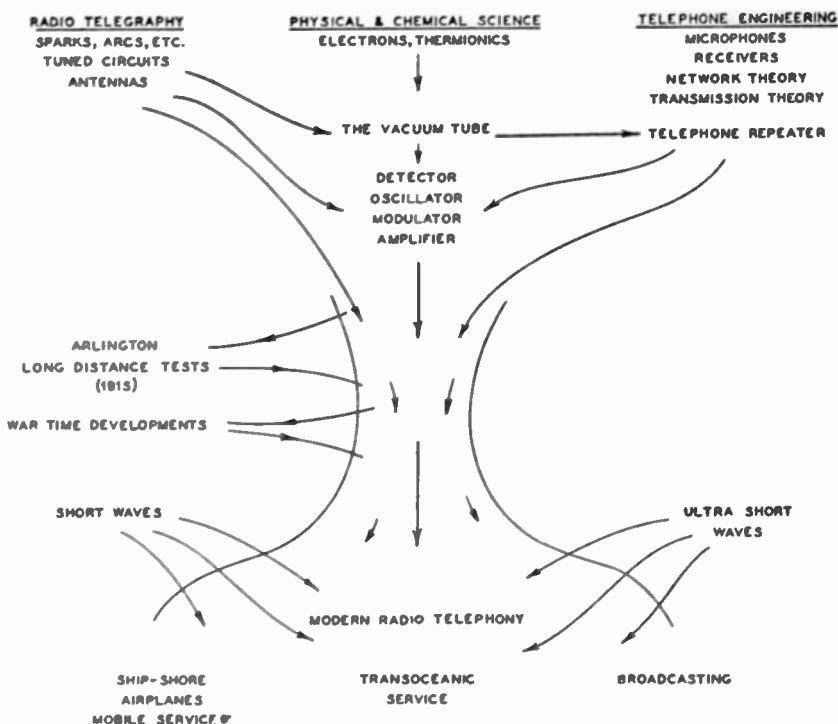 RADIO TELEGRAPHY
SPARKS, ARCS, ETC.
TUNED CIRCUITS
ANTENNAS
PHYSICAL & CHEMICAL SCIENCE
ELECTRONS, THERMIONICS
TELEPHONE ENGINEERING
MICROPHONES
RECEIVERS
NETWORK THEORY
TRANSMISSION THEORY
THE VACUUM TUBE
TELEPHONE REPEATER
DETECTOR
OSCILLATOR
MODULATOR
AMPLIFIER
ARLINGTON
LONG DISTANCE TESTS
(1915)
WAR TIME DEVELOPMENTS
SHORT WAVES
ULTRA SHORT
WAVES
MODERN RADIO TELEPHONY
SHIP-SHORE
AIRPLANES
MOBILE SERVICES
TRANSOCEANIC
SERVICE
BROADCASTING